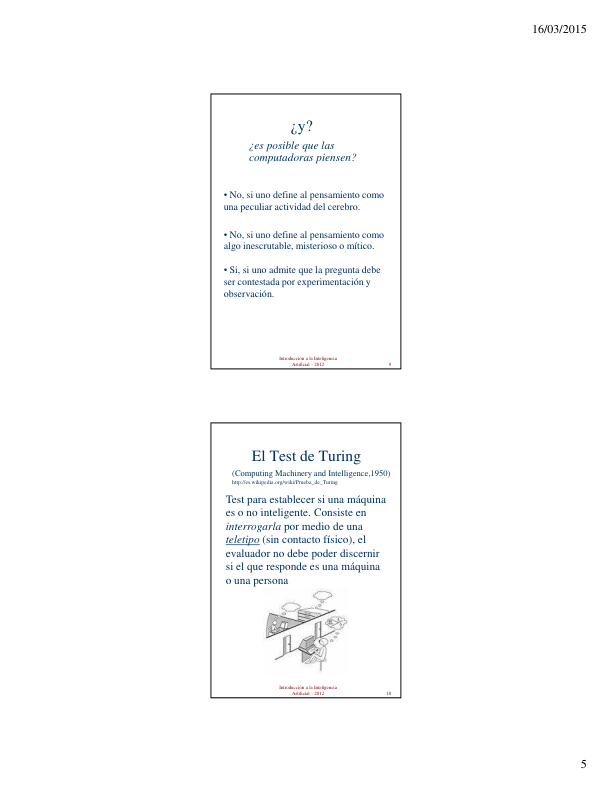 16/03/2015
¿y?
¿es posible que las
computadoras piensen?
• No, si uno define al pensamiento como
una peculiar actividad del cerebro.
• No, si uno define al pensamiento como
algo inescrutable, misterioso o mítico.
• Si, si uno admite que la pregunta debe
ser contestada por experimentación y
observación.
Introducción a la Inteligencia
Artificial - 2012
9
El Test de Turing
(Computing Machinery and Intelligence,1950)
http://es.wikipedia.org/wiki/Prueba_de_Turing
Test para establecer si una máquina
es o no inteligente. Consiste en
interrogarla por medio de una
teletipo (sin contacto físico), el
evaluador no debe poder discernir
si el que responde es una máquina
o una persona
Introducción a la Inteligencia
Artificial - 2012
10
5